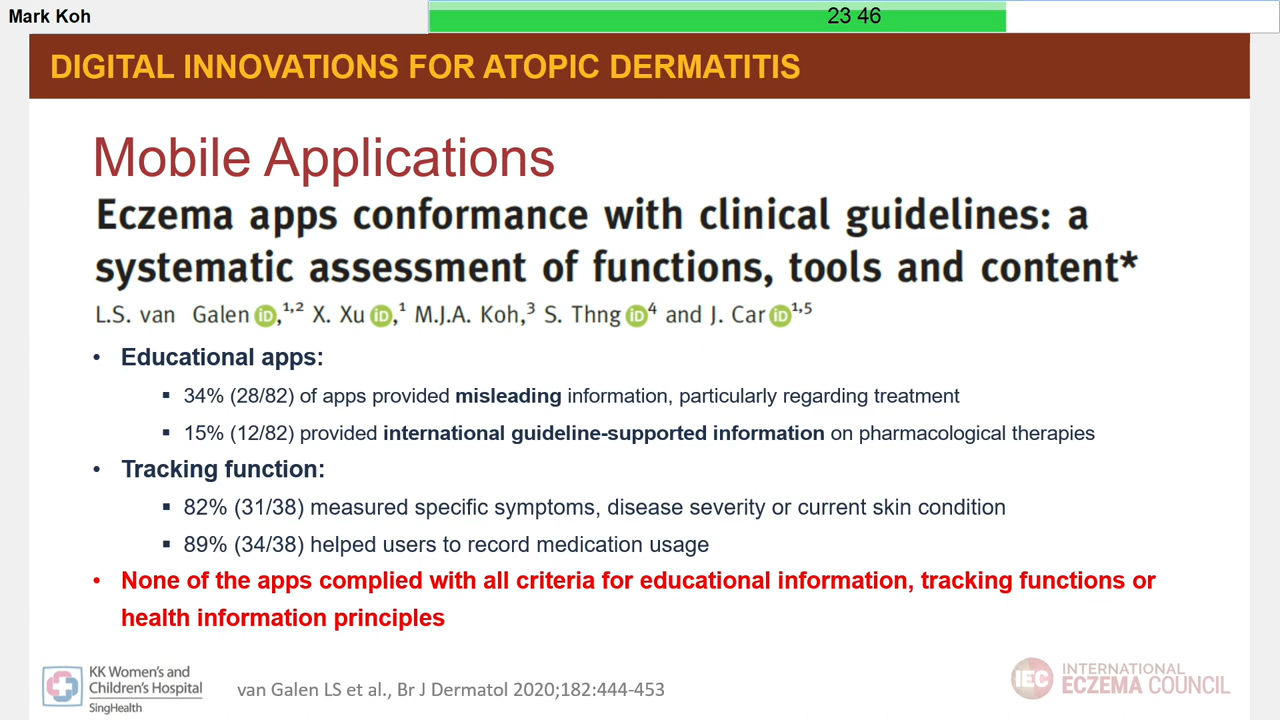 Mark Koh
23 46
DIGITAL INNOVATIONS FOR ATOPIC DERMATITIS
Mobile Applications
Eczema apps conformance with clinical guidelines: a
systematic assessment of functions, tools and content*
L.S. van Galen iD,1,2 X. Xu iD,1 M.J.A. Koh,3 S. Thng iD4 and J. Car iD1,5
• Educational apps:
▪ 34% (28/82) of apps provided misleading information, particularly regarding treatment
▪ 15% (12/82) provided international guideline-supported information on pharmacological therapies
• Tracking function:
▪ 82% (31/38) measured specific symptoms, disease severity or current skin condition
▪ 89% (34/38) helped users to record medication usage
• None of the apps complied with all criteria for educational information, tracking functions or
health information principles
KK Women's and
Children's Hospital
SingHealth
van Galen LS et al., Br J Dermatol 2020;182:444-453
IEC
INTERNATIONAL
ECZEMA COUNCIL